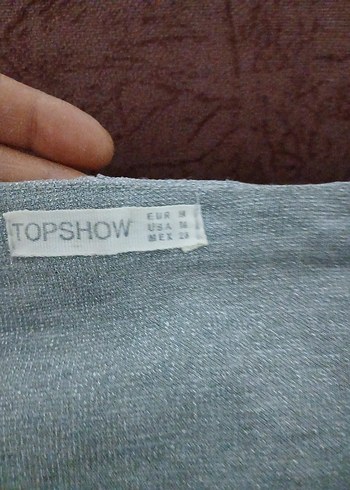 TOPSHOW
EUR M
USA M
MEX 28